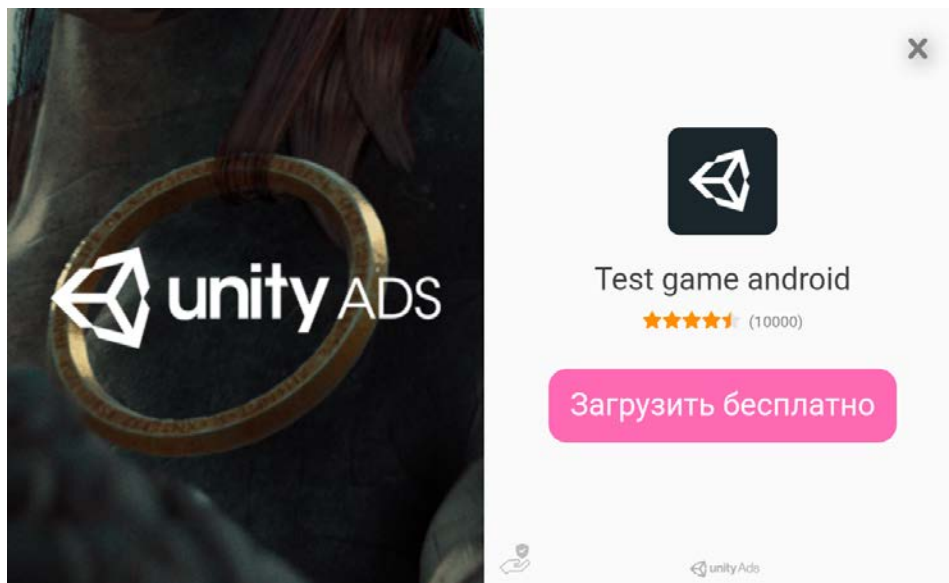 unity ADS
Test game android
(10000)
Загрузить бесплатно
unity Ads